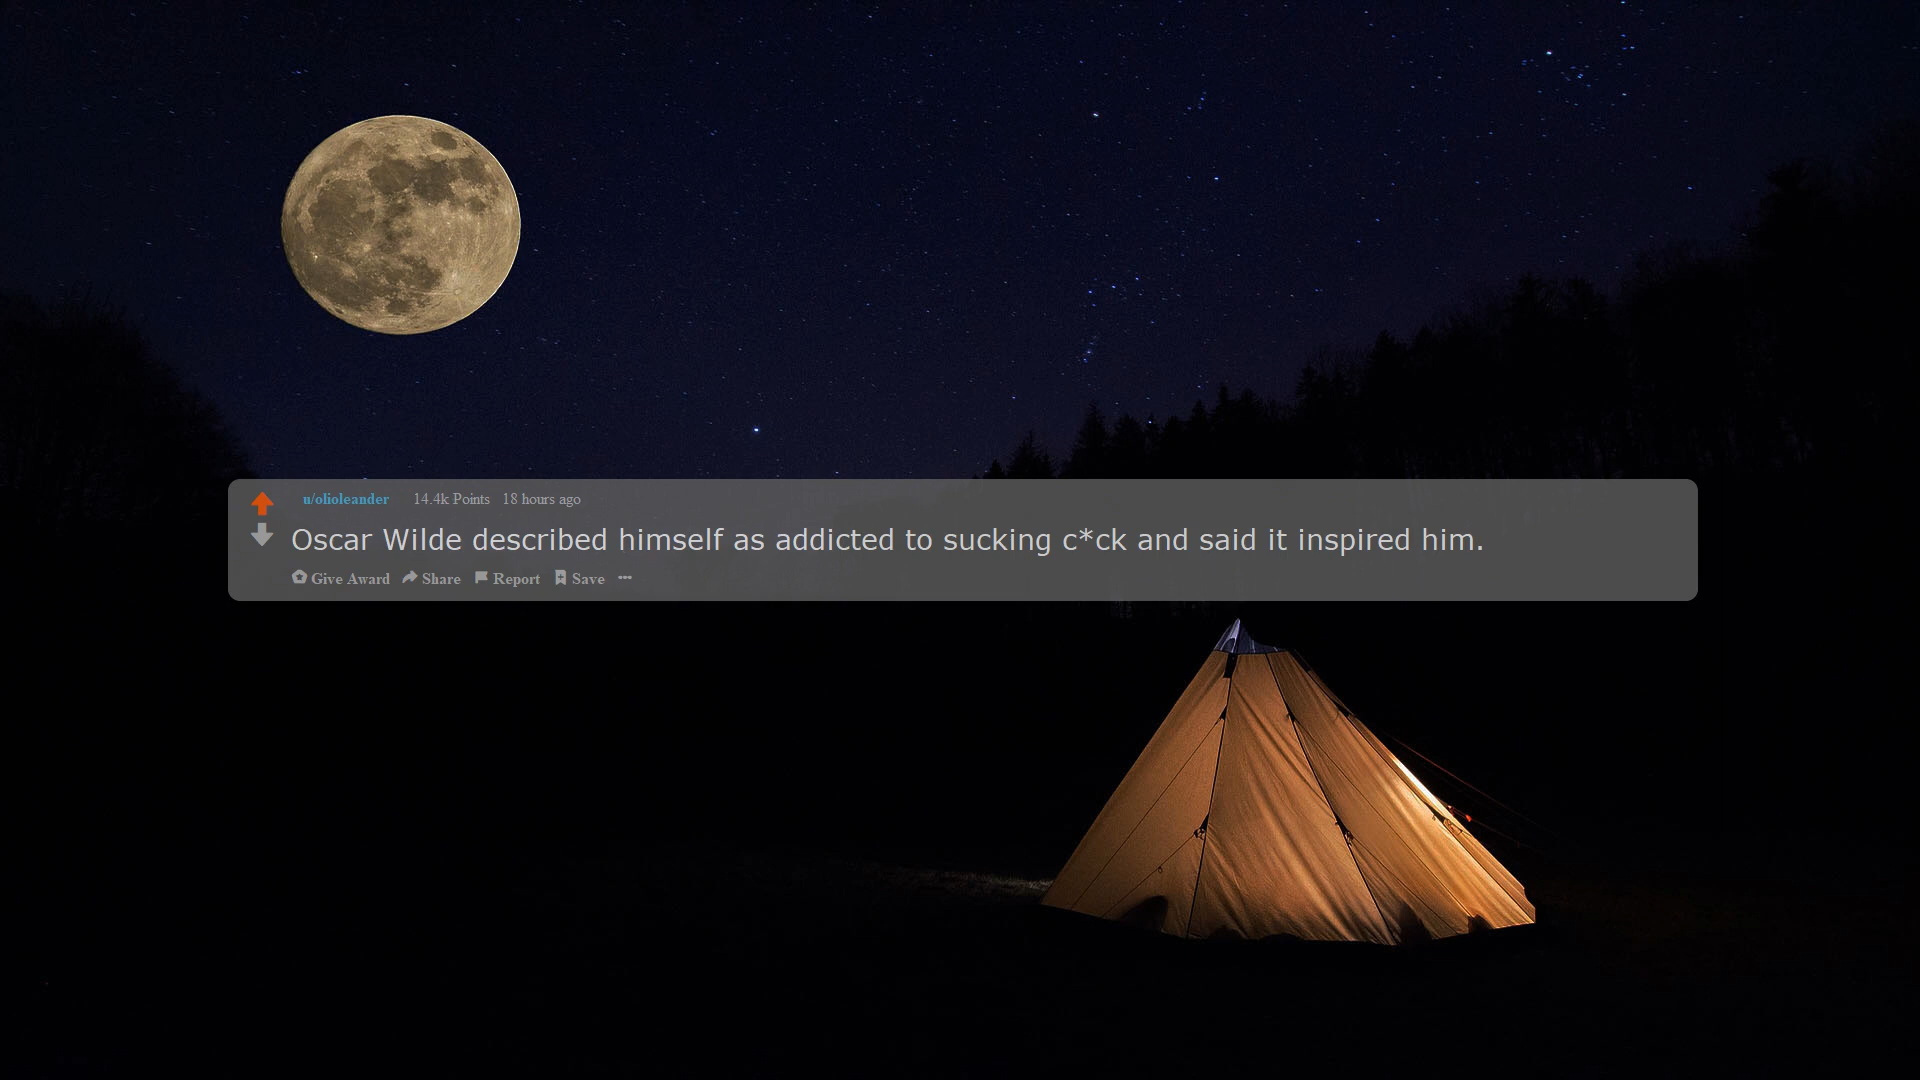 u/olioleander 14.4k Points 18 hours ago
Oscar Wilde described himself as addicted to sucking c*ck and said it inspired him.
Give Award Share Report Save